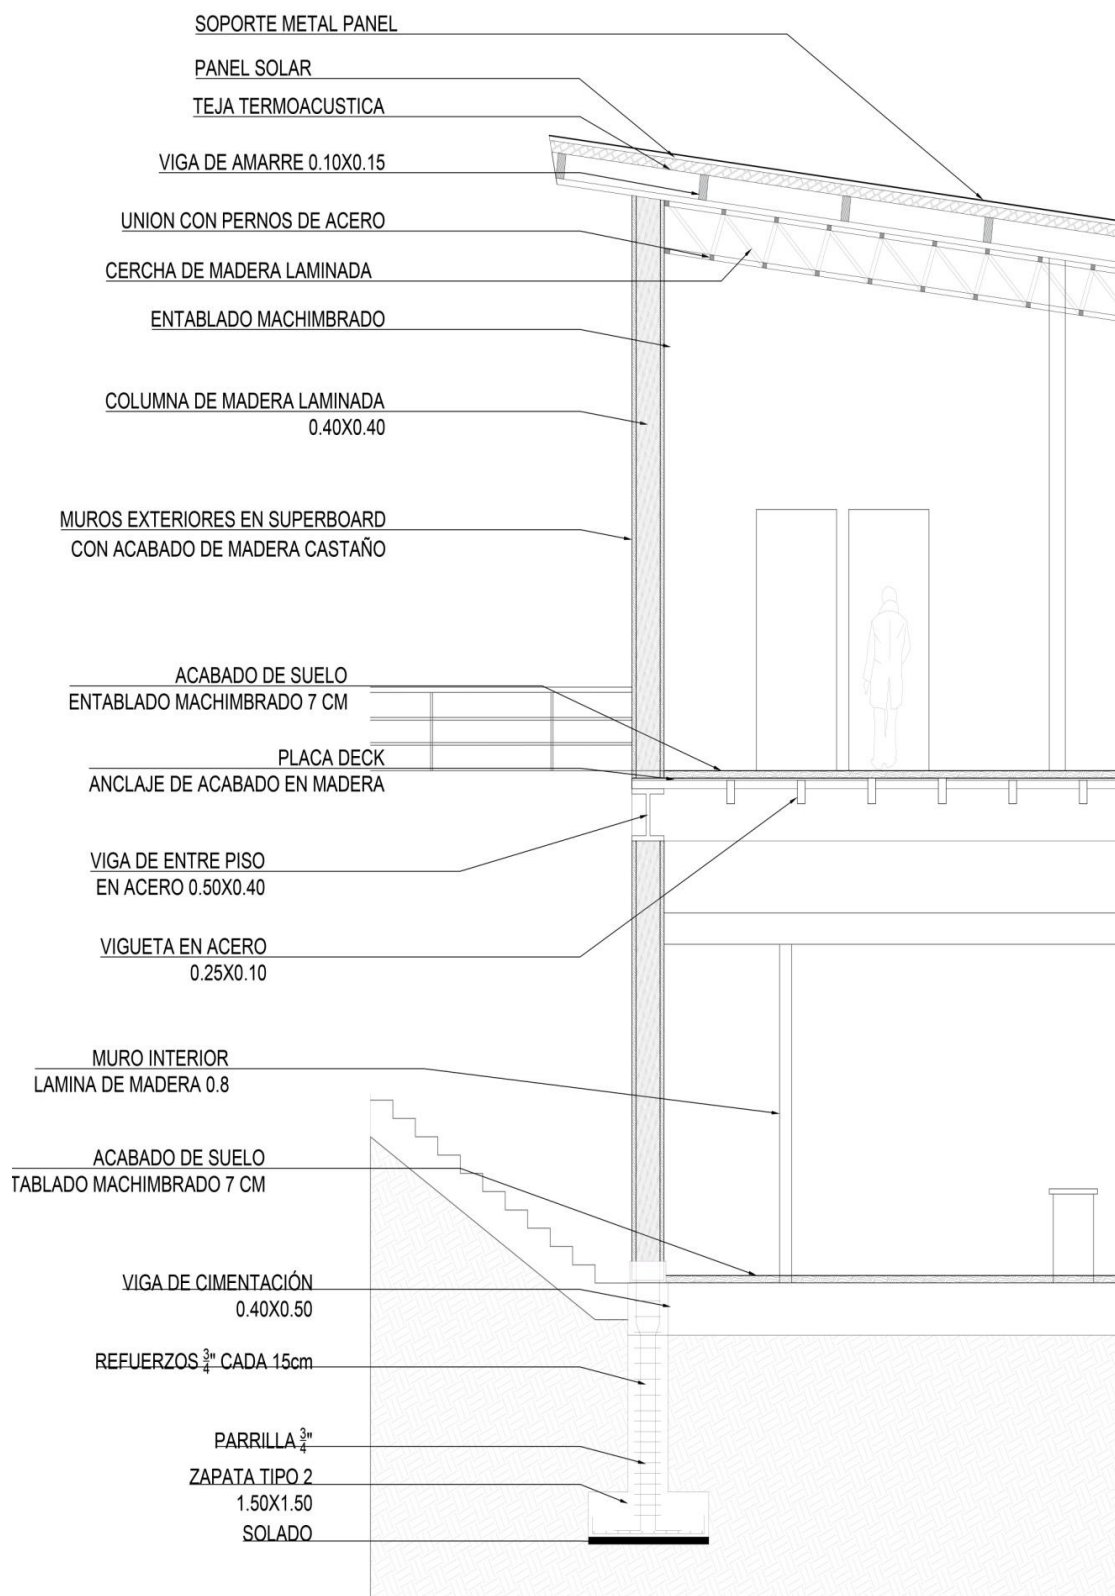 SOPORTE METAL PANEL
PANEL SOLAR
TEJA TERMOACUSTICA
VIGA DE AMARRE 0.10X0.15
UNION CON PERNOS DE ACERO
CERCHA DE MADERA LAMINADA
ENTABLADO MACHIMBRADO
COLUMNA DE MADERA LAMINADA
0.40X0.40
MUROS EXTERIORES EN SUPERBOARD
CON ACABADO DE MADERA CASTAÑO
ACABADO DE SUELO
ENTABLADO MACHIMBRADO 7 CM
PLACA DECK
ANCLAJE DE ACABADO EN MADERA
VIGA DE ENTRE PISO
EN ACERO 0.50X0.40
VIGUETA EN ACERO
0.25X0.10
MURO INTERIOR
LAMINA DE MADERA 0.8
ACABADO DE SUELO
TABLADO MACHIMBRADO 7 CM
VIGA DE CIMENTACIÓN
0.40X0.50
REFUERZOS 3/4" CADA 15cm
PARRILLA 3/4"
ZAPATA TIPO 2
1.50X1.50
SOLADO